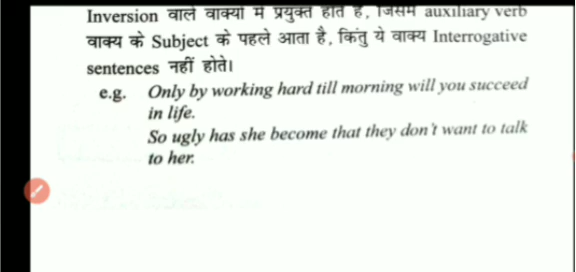 Inversion वाले वाक्यों में प्रयुक्त होते हैं, जिसमें auxiliary verb
वाक्य के Subject के पहले आता है, किंतु ये वाक्य Interrogative
sentences नहीं होते।
e.g. Only by working hard till morning will you succeed
in life.
So ugly has she become that they don't want to talk
to her.